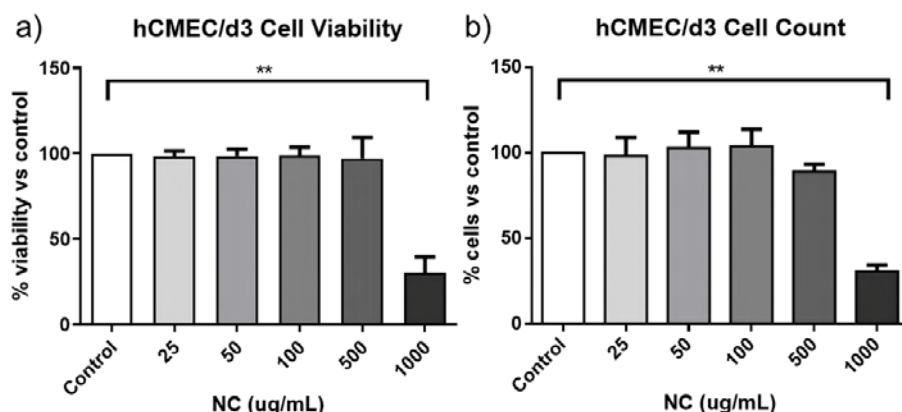 a)
hCMEC/d3 Cell Viability
% viability vs control
150
100
50
0
**
Control
25
50
100
500
1000
NC (ug/mL)
b)
hCMEC/d3 Cell Count
% cells vs control
150
100
50
0
**
Control
25
50
100
500
1000
NC (ug/mL)